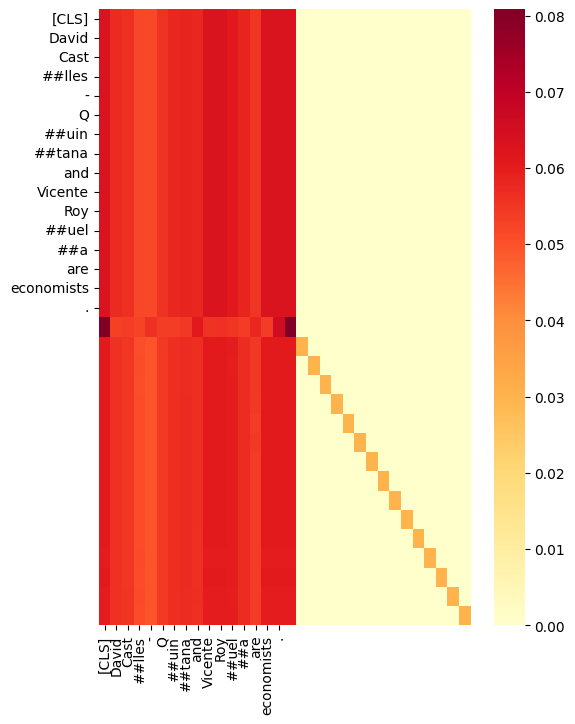 [CLS]
David
Cast
##lles
-
Q
##uin
##tana
and
Vicente
Roy
##uel
##a
are
economists
.
[CLS]
David
Cast
##lles
-
Q
##uin
##tana
and
Vicente
Roy
##uel
##a
are
economists
.
0.08
0.07
0.06
0.05
0.04
0.03
0.02
0.01
0.00